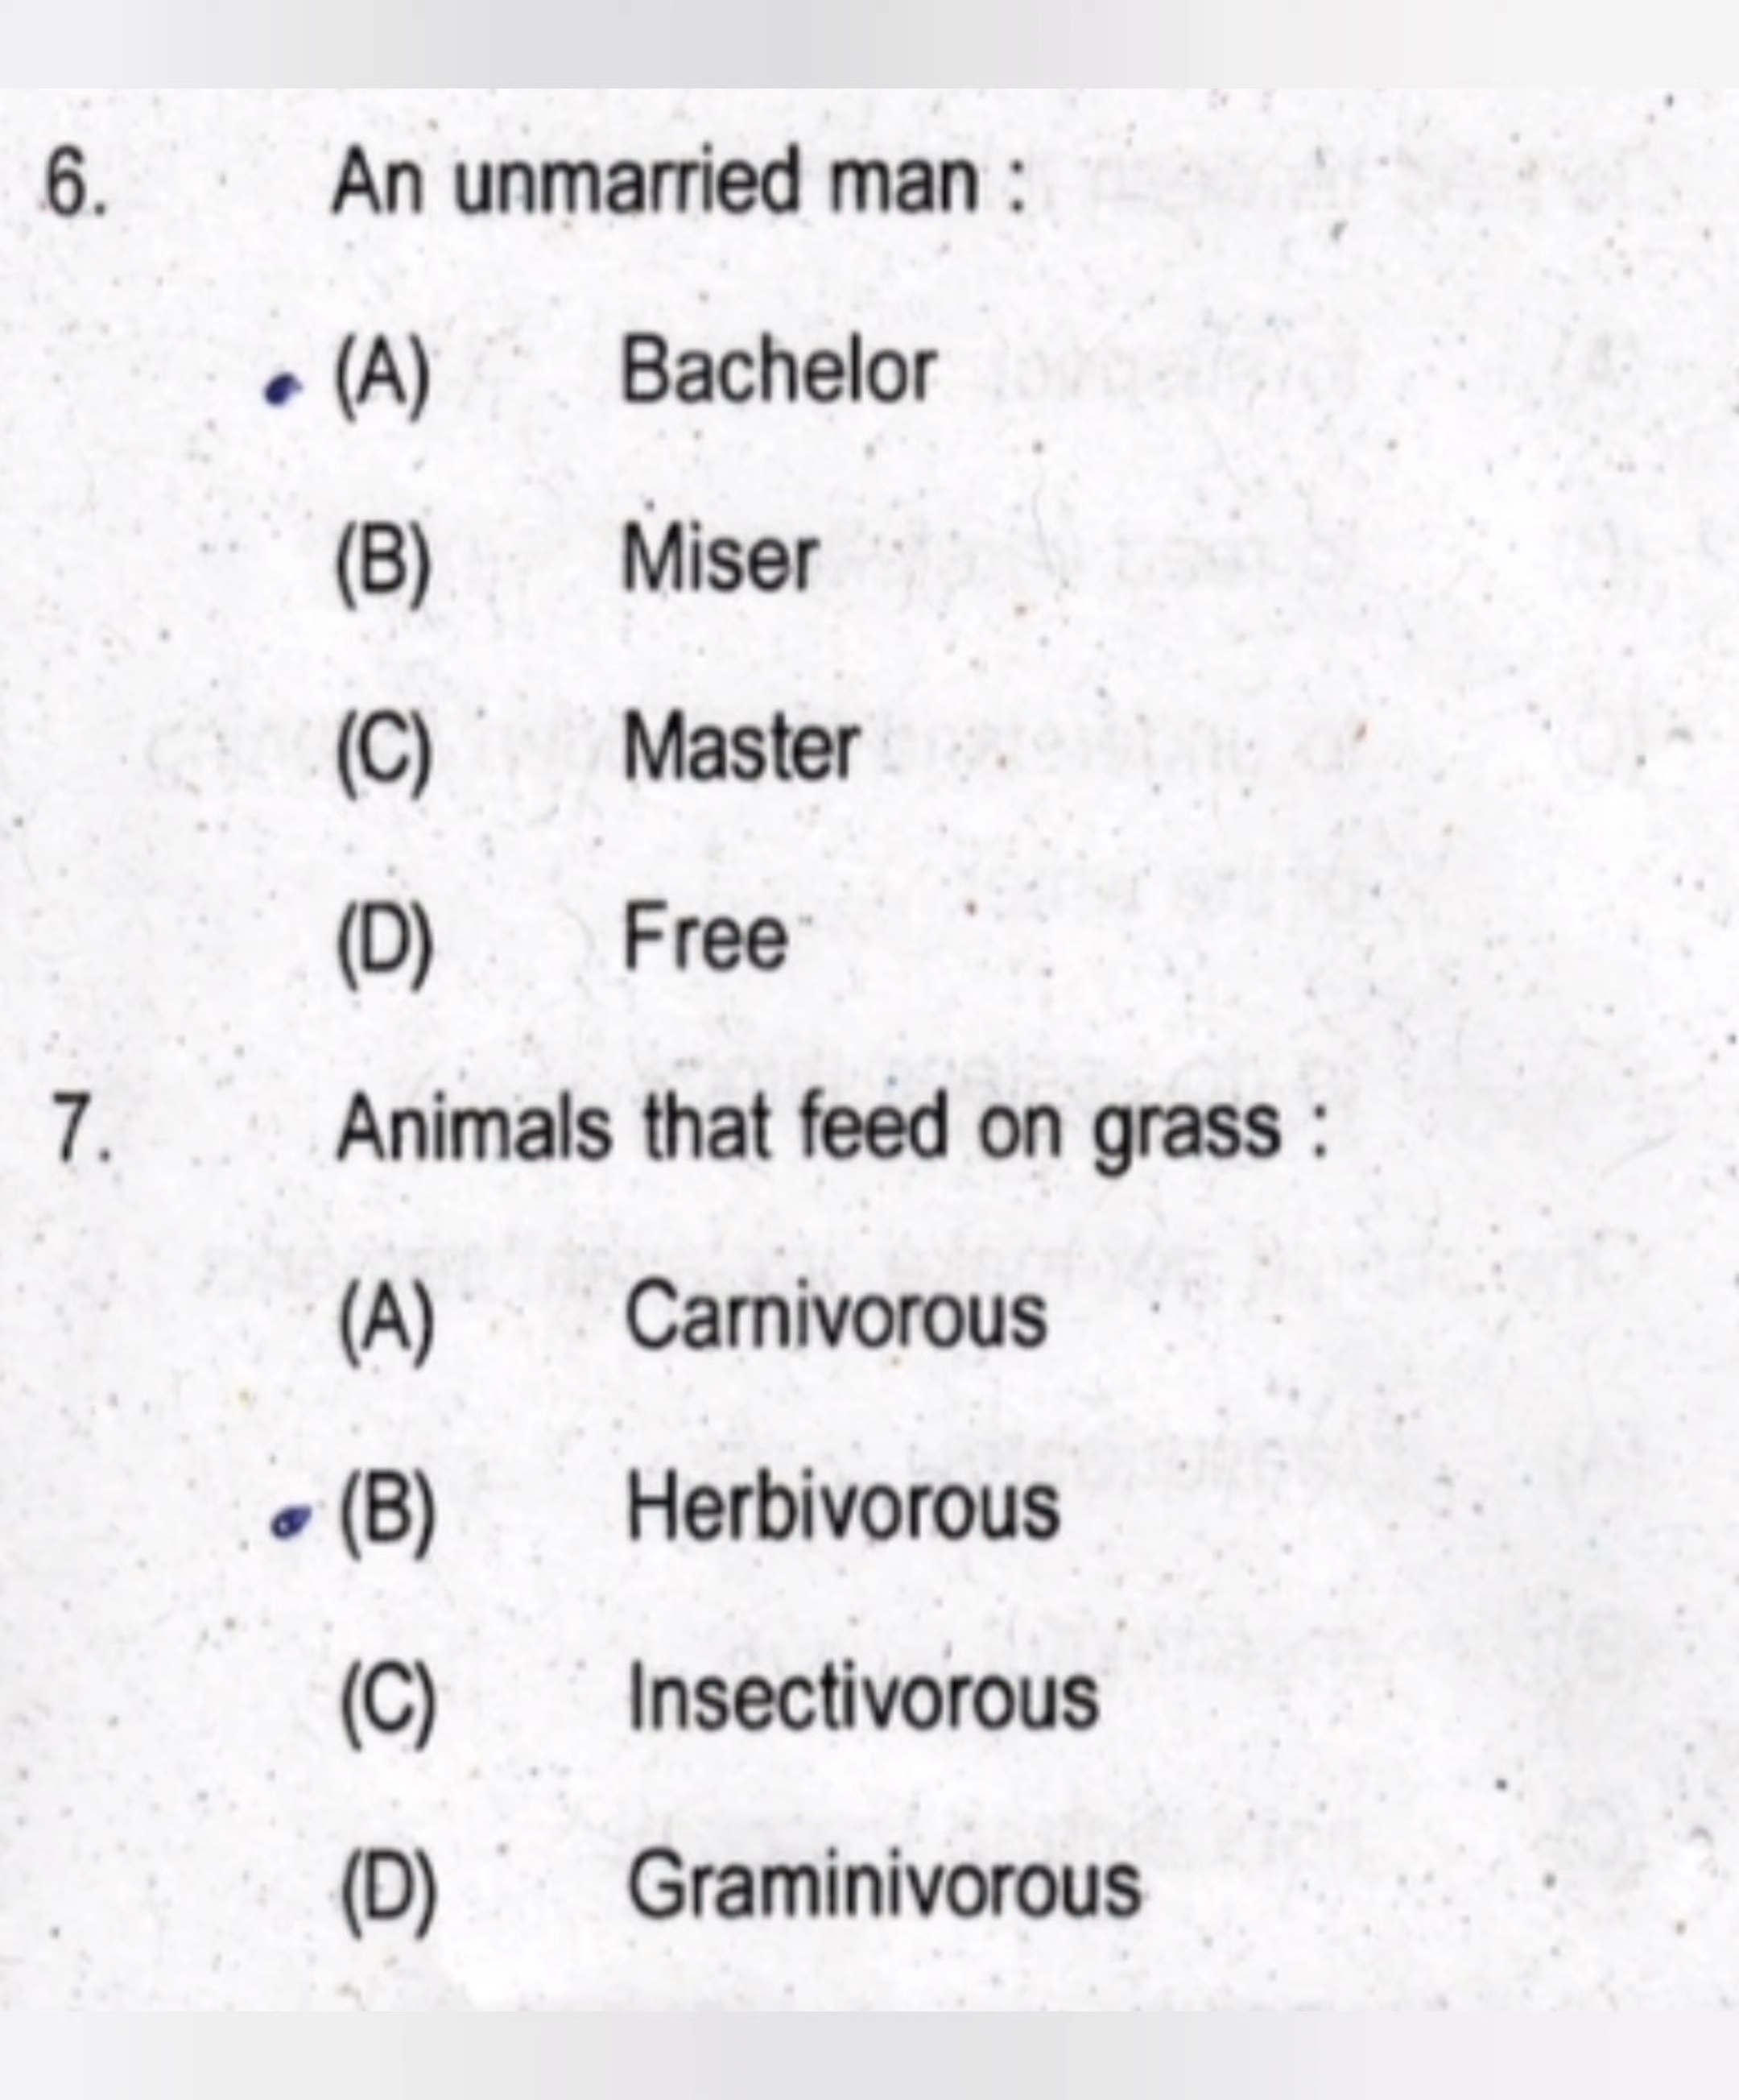 6. An unmarried man :
(A) Bachelor
(B) Miser
(C) Master
(D) Free
7. Animals that feed on grass :
(A) Carnivorous
(B) Herbivorous
(C) Insectivorous
(D) Graminivorous